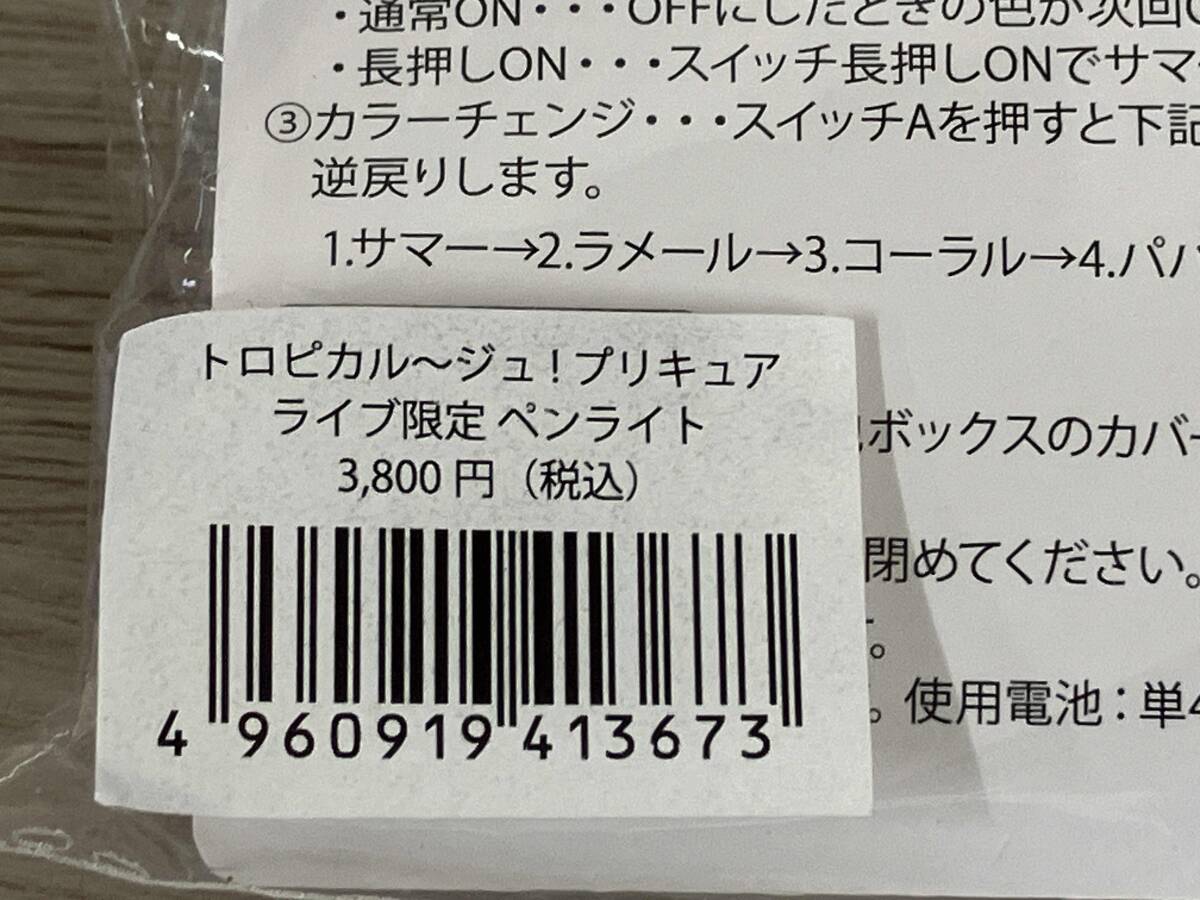 ・通常ON・・・OFFにしたときの色が次回
・長押しON・・・スイッチ長押しONでサマ
③カラーチェンジ・・・スイッチAを押すと下記
逆戻りします。
1.サマー→2.ラメール→3.コーラル→4.パパ
トロピカル〜ジュ!プリキュア
ライブ限定 ペンライト
3,800 円（税込）
4 960919 413673
ボックスのカバー
閉めてください。
。
。使用電池：単4